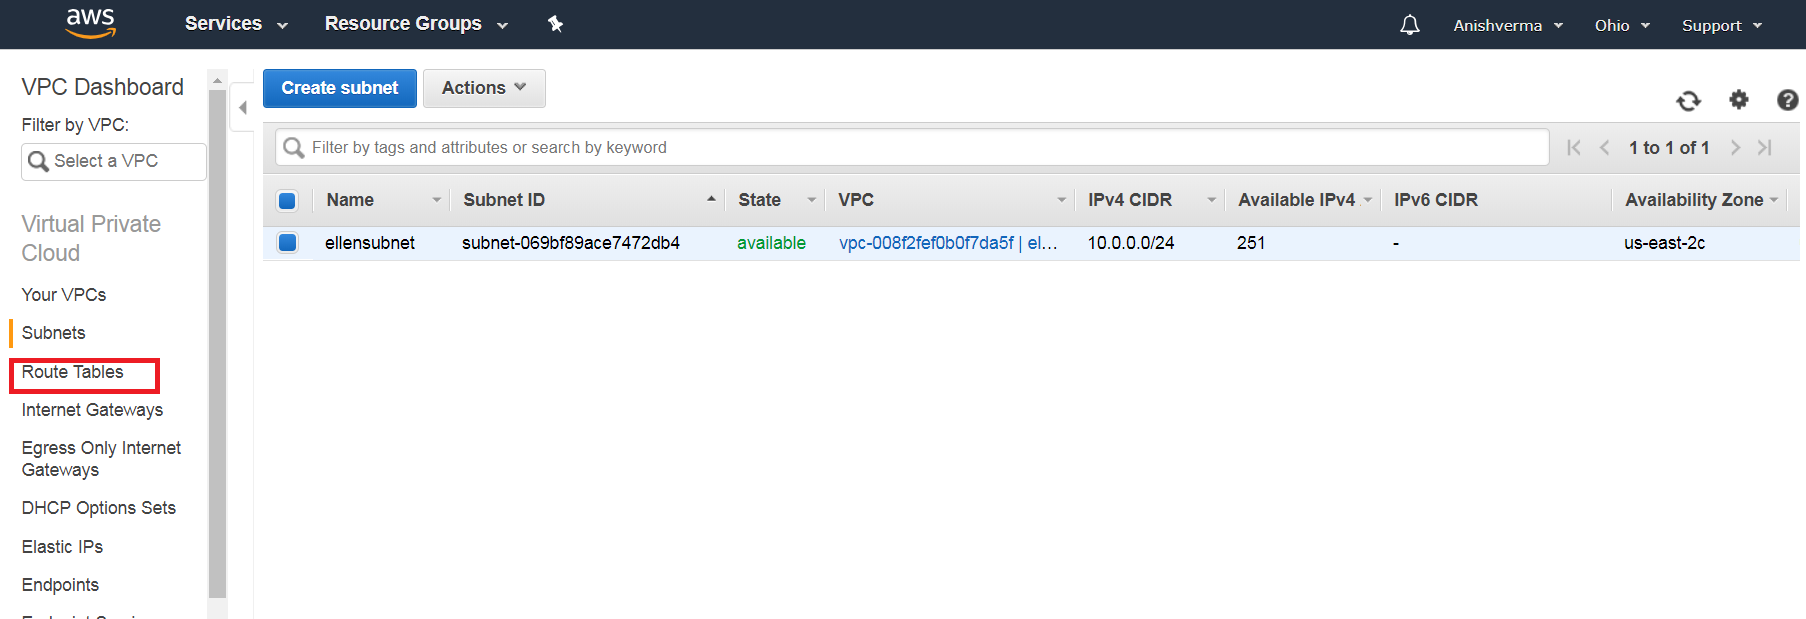 aws Services Resource Groups Anishverma Ohio Support
VPC Dashboard
Filter by VPC:
Select a VPC
Virtual Private
Cloud
Your VPCs
Subnets
Route Tables
Internet Gateways
Egress Only Internet
Gateways
DHCP Options Sets
Elastic IPs
Endpoints
Create subnet Actions
Filter by tags and attributes or search by keyword 1 to 1 of 1
Name Subnet ID State VPC IPv4 CIDR Available IPv4 IPv6 CIDR Availability Zone
ellensubnet subnet-069bf89ace7472db4 available vpc-008f2fef0b0f7da5f | el... 10.0.0.0/24 251 - us-east-2c